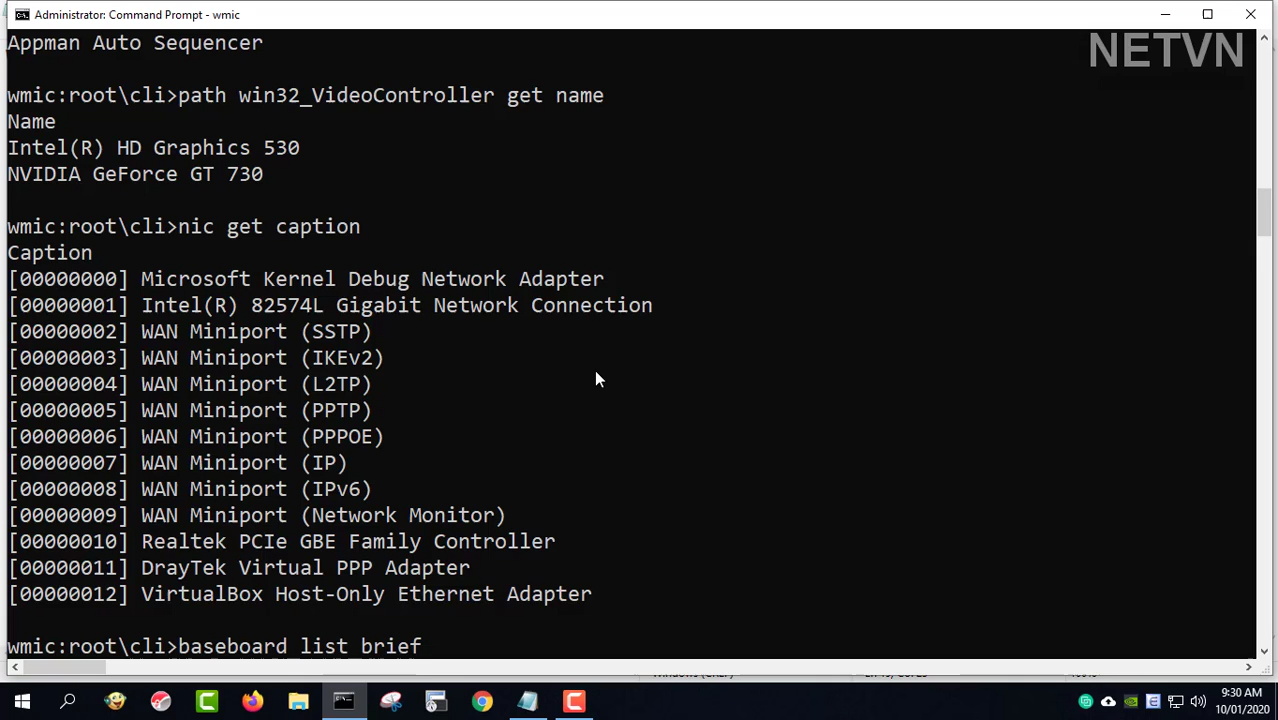 Administrator: Command Prompt - wmic
NETVN
Appman Auto Sequencer
wmic:root\cli>path win32_VideoController get name
Name
Intel(R) HD Graphics 530
NVIDIA GeForce GT 730
wmic:root\cli>nic get caption
Caption
[00000000] Microsoft Kernel Debug Network Adapter
[00000001] Intel(R) 82574L Gigabit Network Connection
[00000002] WAN Miniport (SSTP)
[00000003] WAN Miniport (IKEv2)
[00000004] WAN Miniport (L2TP)
[00000005] WAN Miniport (PPTP)
[00000006] WAN Miniport (PPPOE)
[00000007] WAN Miniport (IP)
[00000008] WAN Miniport (IPv6)
[00000009] WAN Miniport (Network Monitor)
[00000010] Realtek PCIe GBE Family Controller
[00000011] DrayTek Virtual PPP Adapter
[00000012] VirtualBox Host-Only Ethernet Adapter
wmic:root\cli>baseboard list brief
9:30 AM
10/01/2020